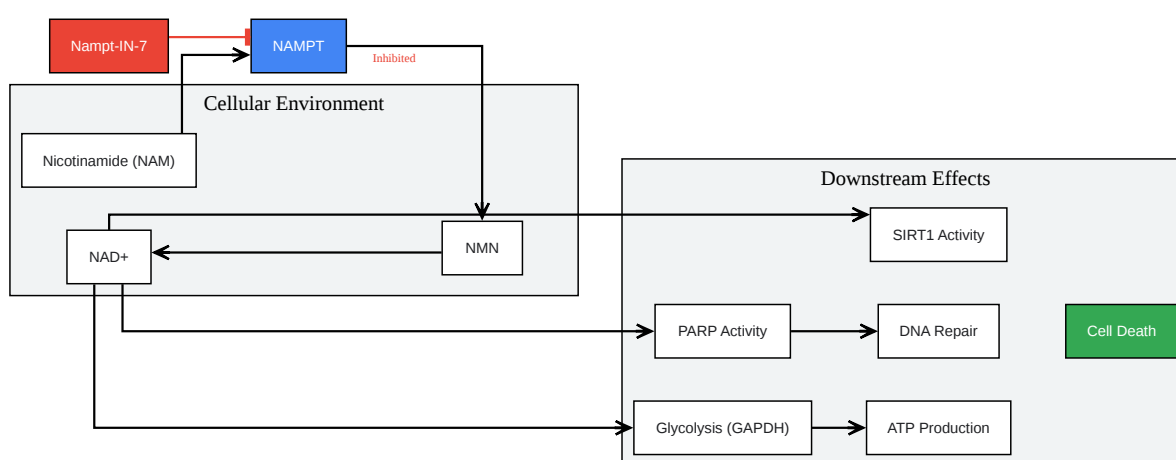 Nampt-IN-7
NAMPT
Inhibited
Cellular Environment
Nicotinamide (NAM)
NAD+
NMN
Downstream Effects
SIRT1 Activity
PARP Activity
DNA Repair
Cell Death
Glycolysis (GAPDH)
ATP Production